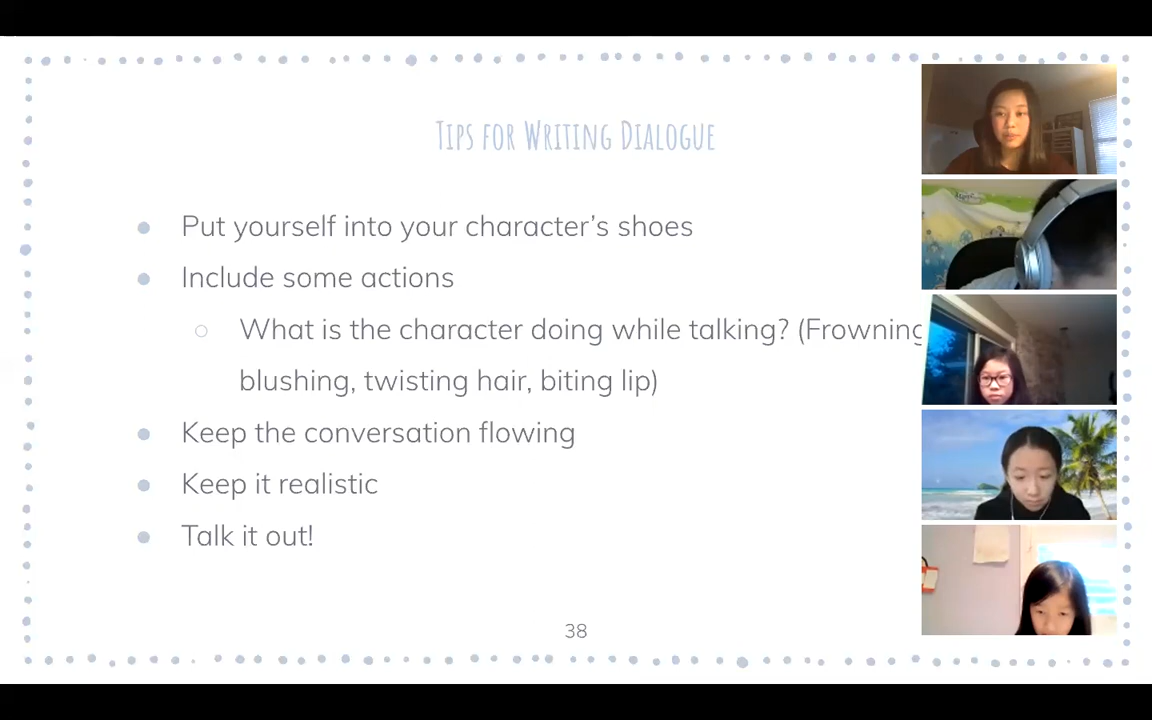 Tips for Writing Dialogue
Put yourself into your character's shoes
Include some actions
What is the character doing while talking? (Frowning
blushing, twisting hair, biting lip)
Keep the conversation flowing
Keep it realistic
Talk it out!
38